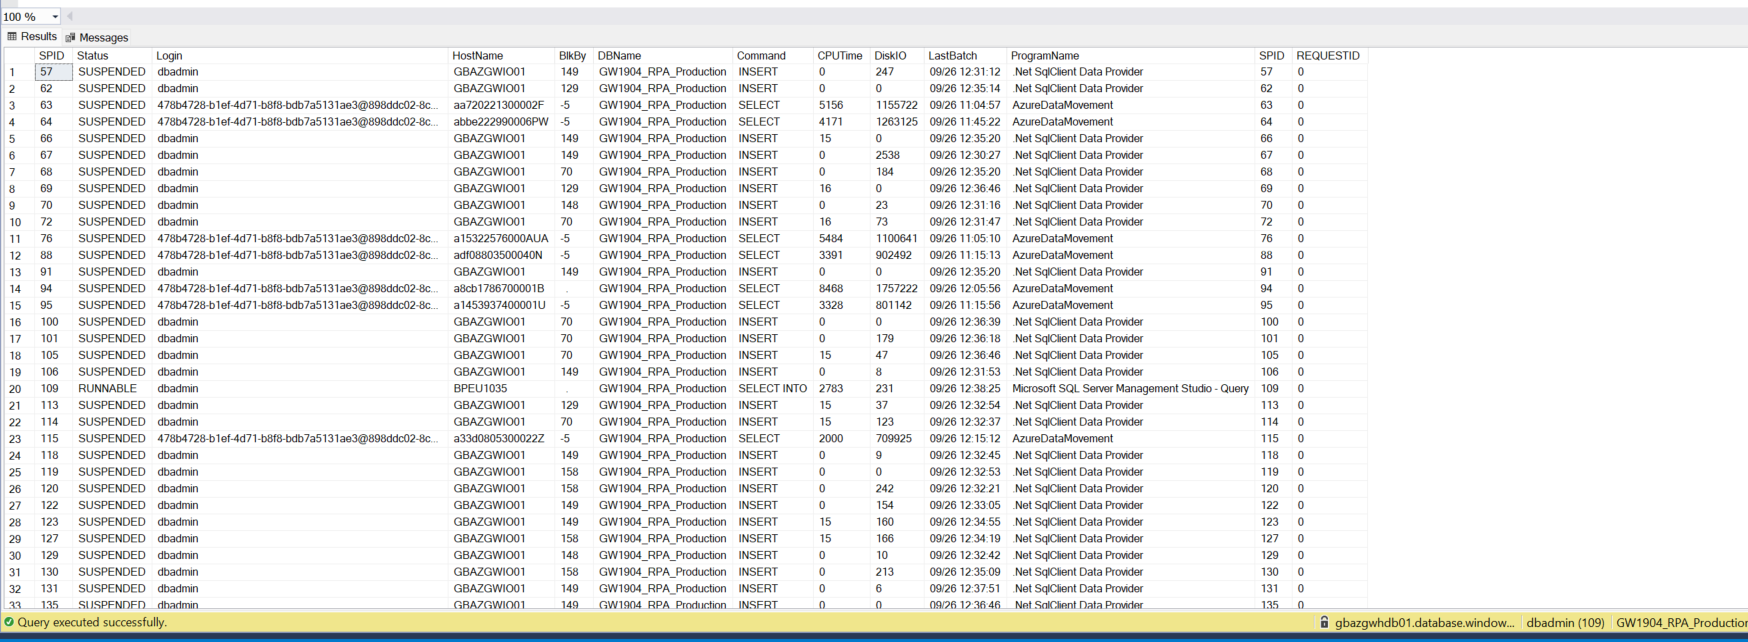 100 %
Results Messages
SPID Status Login HostName BlkBy DBName Command CPUTime DiskIO LastBatch ProgramName SPID REQUESTID
1 57 SUSPENDED dbadmin GBAZGWIO01 149 GW1904_RPA_Production INSERT 0 247 09/26 12:31:12 .Net SqlClient Data Provider 57 0
2 62 SUSPENDED dbadmin GBAZGWIO01 129 GW1904_RPA_Production INSERT 0 0 09/26 12:35:14 .Net SqlClient Data Provider 62 0
3 63 SUSPENDED 478b4728-b1ef-4d71-b8f8-bdb7a5131ae3@898ddc02-8c... aa720221300002F -5 GW1904_RPA_Production SELECT 5156 1155722 09/26 11:04:57 AzureDataMovement 63 0
4 64 SUSPENDED 478b4728-b1ef-4d71-b8f8-bdb7a5131ae3@898ddc02-8c... abbe222990006PW -5 GW1904_RPA_Production SELECT 4171 1263125 09/26 11:45:22 AzureDataMovement 64 0
5 66 SUSPENDED dbadmin GBAZGWIO01 149 GW1904_RPA_Production INSERT 15 0 09/26 12:35:20 .Net SqlClient Data Provider 66 0
6 67 SUSPENDED dbadmin GBAZGWIO01 149 GW1904_RPA_Production INSERT 0 2538 09/26 12:30:27 .Net SqlClient Data Provider 67 0
7 68 SUSPENDED dbadmin GBAZGWIO01 70 GW1904_RPA_Production INSERT 0 184 09/26 12:35:20 .Net SqlClient Data Provider 68 0
8 69 SUSPENDED dbadmin GBAZGWIO01 129 GW1904_RPA_Production INSERT 16 0 09/26 12:36:46 .Net SqlClient Data Provider 69 0
9 70 SUSPENDED dbadmin GBAZGWIO01 148 GW1904_RPA_Production INSERT 0 23 09/26 12:31:16 .Net SqlClient Data Provider 70 0
10 72 SUSPENDED dbadmin GBAZGWIO01 70 GW1904_RPA_Production INSERT 16 73 09/26 12:31:47 .Net SqlClient Data Provider 72 0
11 76 SUSPENDED 478b4728-b1ef-4d71-b8f8-bdb7a5131ae3@898ddc02-8c... a15322576000AUA -5 GW1904_RPA_Production SELECT 5484 1100641 09/26 11:05:10 AzureDataMovement 76 0
12 88 SUSPENDED 478b4728-b1ef-4d71-b8f8-bdb7a5131ae3@898ddc02-8c... adf08803500040N -5 GW1904_RPA_Production SELECT 3391 902492 09/26 11:15:13 AzureDataMovement 88 0
13 91 SUSPENDED dbadmin GBAZGWIO01 149 GW1904_RPA_Production INSERT 0 0 09/26 12:35:20 .Net SqlClient Data Provider 91 0
14 94 SUSPENDED 478b4728-b1ef-4d71-b8f8-bdb7a5131ae3@898ddc02-8c... a8cb1786700001B . GW1904_RPA_Production SELECT 8468 1757222 09/26 12:05:56 AzureDataMovement 94 0
15 95 SUSPENDED 478b4728-b1ef-4d71-b8f8-bdb7a5131ae3@898ddc02-8c... a1453937400001U -5 GW1904_RPA_Production SELECT 3328 801142 09/26 11:15:56 AzureDataMovement 95 0
16 100 SUSPENDED dbadmin GBAZGWIO01 70 GW1904_RPA_Production INSERT 0 0 09/26 12:36:39 .Net SqlClient Data Provider 100 0
17 101 SUSPENDED dbadmin GBAZGWIO01 70 GW1904_RPA_Production INSERT 0 179 09/26 12:36:18 .Net SqlClient Data Provider 101 0
18 105 SUSPENDED dbadmin GBAZGWIO01 70 GW1904_RPA_Production INSERT 15 47 09/26 12:36:46 .Net SqlClient Data Provider 105 0
19 106 SUSPENDED dbadmin GBAZGWIO01 149 GW1904_RPA_Production INSERT 0 8 09/26 12:31:53 .Net SqlClient Data Provider 106 0
20 109 RUNNABLE dbadmin BPEU1035 . GW1904_RPA_Production SELECT INTO 2783 231 09/26 12:38:25 Microsoft SQL Server Management Studio - Query 109 0
21 113 SUSPENDED dbadmin GBAZGWIO01 129 GW1904_RPA_Production INSERT 15 37 09/26 12:32:54 .Net SqlClient Data Provider 113 0
22 114 SUSPENDED dbadmin GBAZGWIO01 70 GW1904_RPA_Production INSERT 15 123 09/26 12:32:37 .Net SqlClient Data Provider 114 0
23 115 SUSPENDED 478b4728-b1ef-4d71-b8f8-bdb7a5131ae3@898ddc02-8c... a33d0805300022Z -5 GW1904_RPA_Production SELECT 2000 709925 09/26 12:15:12 AzureDataMovement 115 0
24 118 SUSPENDED dbadmin GBAZGWIO01 149 GW1904_RPA_Production INSERT 0 9 09/26 12:32:45 .Net SqlClient Data Provider 118 0
25 119 SUSPENDED dbadmin GBAZGWIO01 158 GW1904_RPA_Production INSERT 0 0 09/26 12:32:53 .Net SqlClient Data Provider 119 0
26 120 SUSPENDED dbadmin GBAZGWIO01 158 GW1904_RPA_Production INSERT 0 242 09/26 12:32:21 .Net SqlClient Data Provider 120 0
27 122 SUSPENDED dbadmin GBAZGWIO01 149 GW1904_RPA_Production INSERT 0 154 09/26 12:33:05 .Net SqlClient Data Provider 122 0
28 123 SUSPENDED dbadmin GBAZGWIO01 149 GW1904_RPA_Production INSERT 15 160 09/26 12:34:55 .Net SqlClient Data Provider 123 0
29 127 SUSPENDED dbadmin GBAZGWIO01 158 GW1904_RPA_Production INSERT 15 166 09/26 12:34:19 .Net SqlClient Data Provider 127 0
30 129 SUSPENDED dbadmin GBAZGWIO01 148 GW1904_RPA_Production INSERT 0 10 09/26 12:32:42 .Net SqlClient Data Provider 129 0
31 130 SUSPENDED dbadmin GBAZGWIO01 158 GW1904_RPA_Production INSERT 0 213 09/26 12:35:09 .Net SqlClient Data Provider 130 0
32 131 SUSPENDED dbadmin GBAZGWIO01 149 GW1904_RPA_Production INSERT 0 6 09/26 12:37:51 .Net SqlClient Data Provider 131 0
33 135 SUSPENDED dbadmin GBAZGWIO01 149 GW1904_RPA_Production INSERT 0 0 09/26 12:36:46 .Net SqlClient Data Provider 135 0
Query executed successfully. gbazgwhdb01.database.window... dbadmin (109) GW1904_RPA_Production